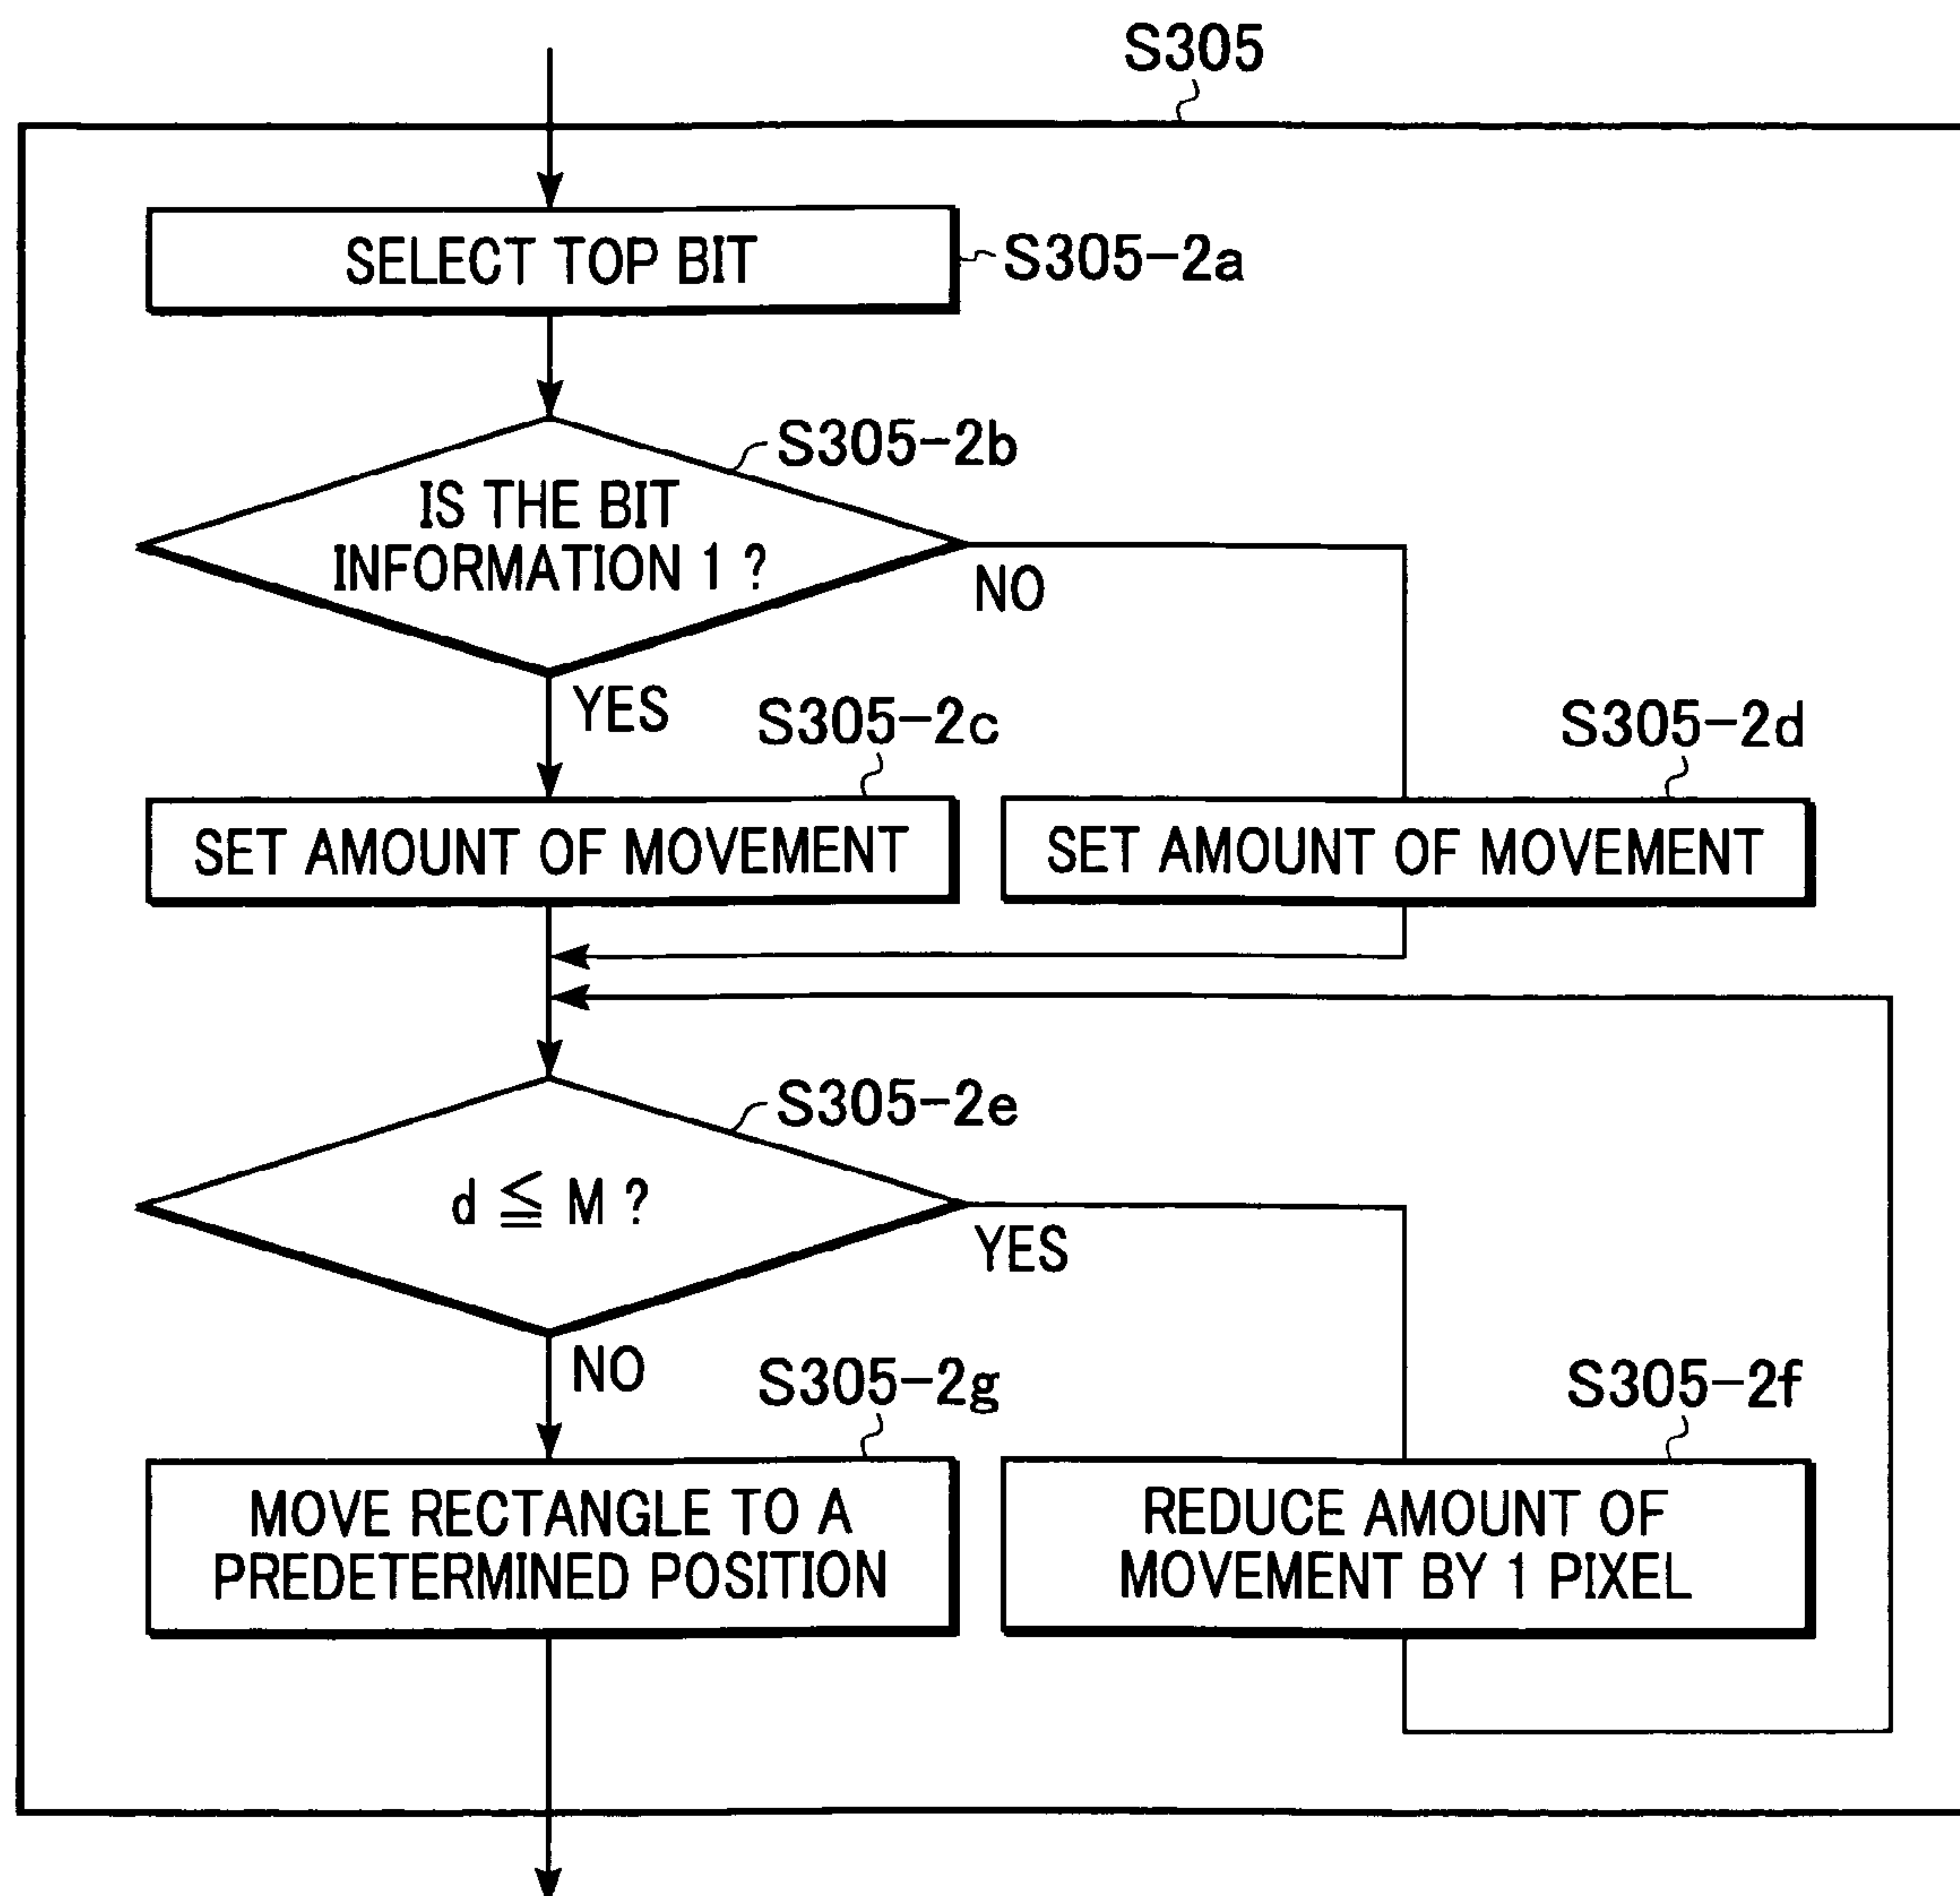 S305
SELECT TOP BIT
S305-2a
S305-2b
IS THE BIT
INFORMATION 1 ?
NO
YES
S305-2c
S305-2d
SET AMOUNT OF MOVEMENT
SET AMOUNT OF MOVEMENT
S305-2e
d ≦ M ?
YES
NO
S305-2g
S305-2f
MOVE RECTANGLE TO A
PREDETERMINED POSITION
REDUCE AMOUNT OF
MOVEMENT BY 1 PIXEL